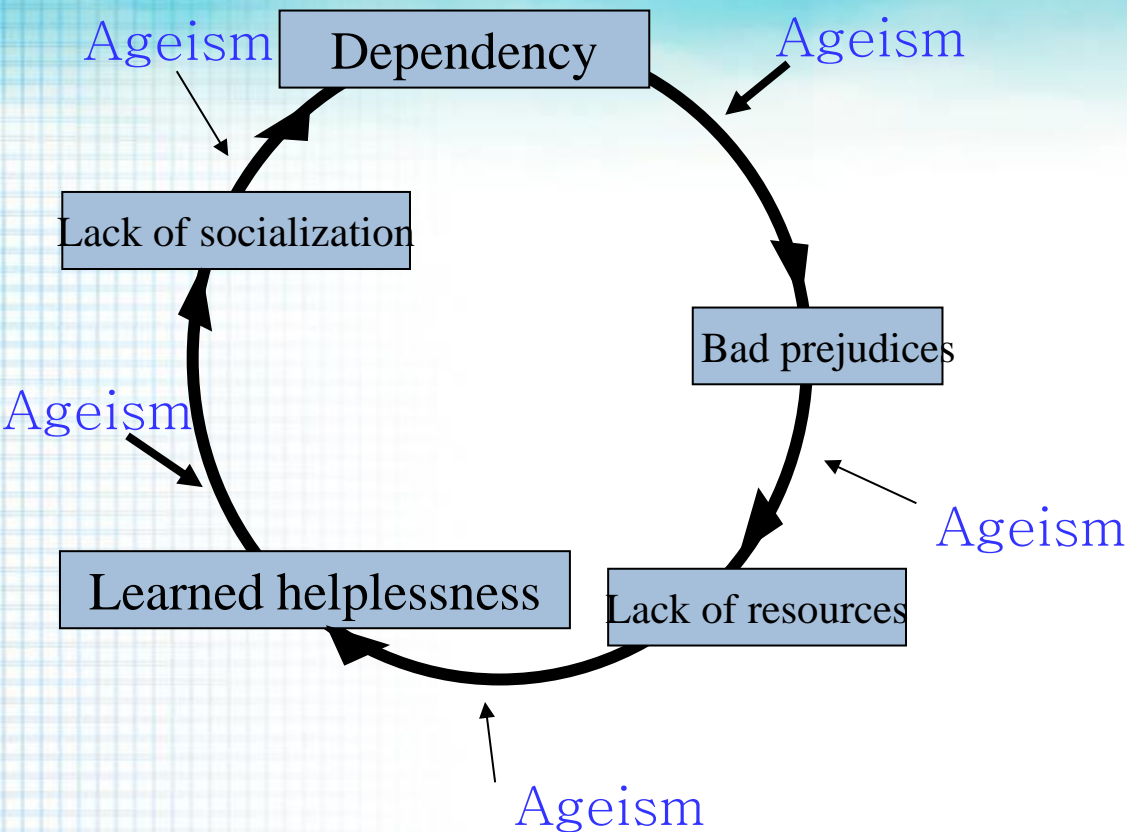 Ageism
Dependency
Ageism
Lack of socialization
Bad prejudices
Ageism
Ageism
Learned helplessness
Lack of resources
Ageism